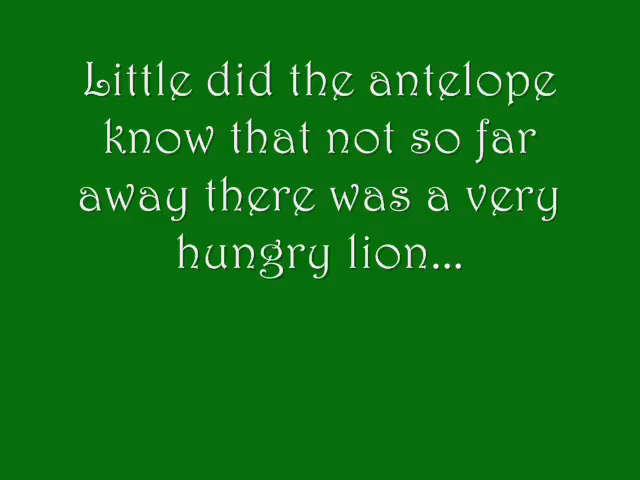 Little did the antelope
know that not so far
away there was a very
hungry lion...